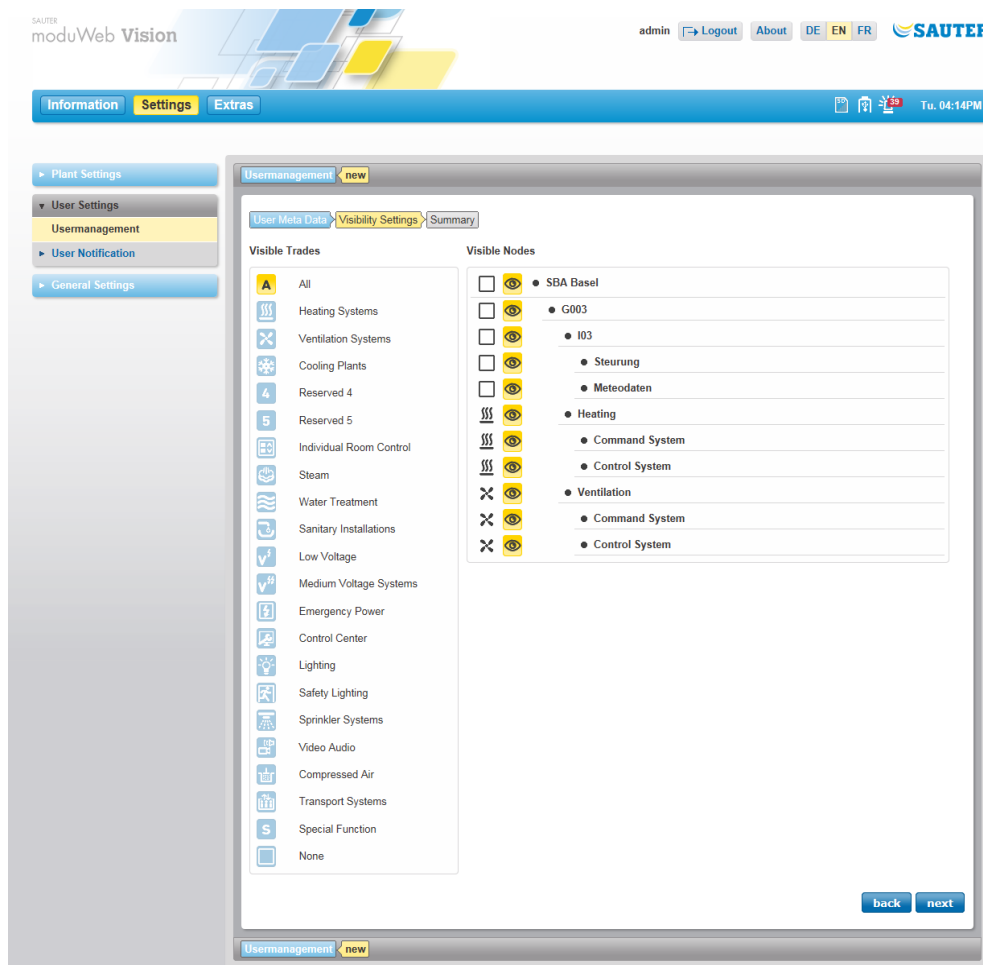 SAUTER
moduWeb Vision
admin Logout About DE EN FR SAUTER
Information Settings Extras 39 Tu. 04:14PM
Plant Settings
User Settings
Usermanagement
User Notification
General Settings
Usermanagement new
User Meta Data Visibility Settings Summary
Visible Trades
A All
Heating Systems
Ventilation Systems
Cooling Plants
4 Reserved 4
5 Reserved 5
Individual Room Control
Steam
Water Treatment
Sanitary Installations
V Low Voltage
V Medium Voltage Systems
Emergency Power
Control Center
Lighting
Safety Lighting
Sprinkler Systems
Video Audio
Compressed Air
Transport Systems
S Special Function
None
Visible Nodes
SBA Basel
G003
I03
Steurung
Meteodaten
Heating
Command System
Control System
Ventilation
Command System
Control System
back next
Usermanagement new